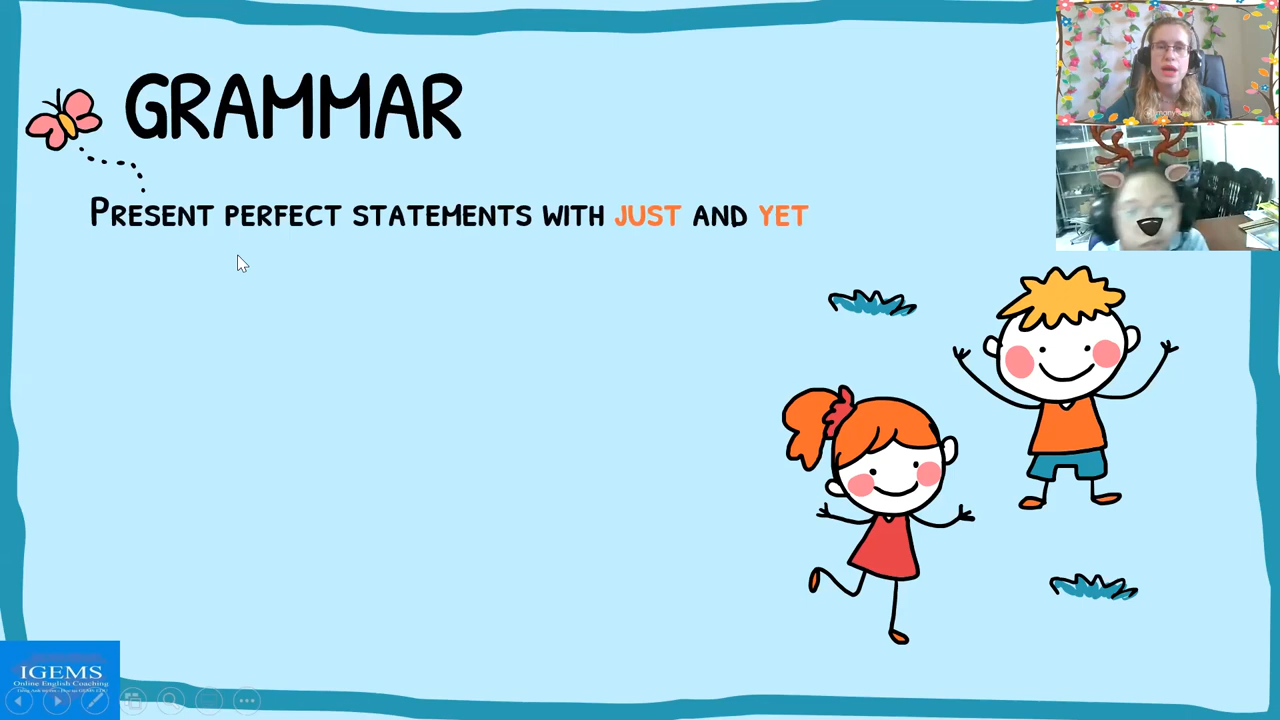 GRAMMAR
PRESENT PERFECT STATEMENTS WITH JUST AND YET
IGEMS
Online English Coaching